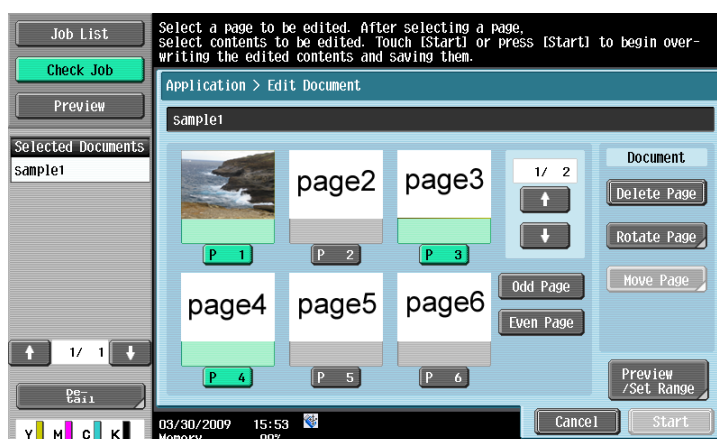 Job List
Check Job
Preview
Selected Documents
sample1
1/ 1
De-
tail
Y M C K
Select a page to be edited. After selecting a page,
select contents to be edited. Touch [Start] or press [Start] to begin over-
writing the edited contents and saving them.
Application > Edit Document
sample1
page2
page3
P 1
P 2
P 3
page4
page5
page6
P 4
P 5
P 6
1/ 2
Odd Page
Even Page
Document
Delete Page
Rotate Page
Move Page
Preview
/Set Range
03/30/2009 15:53
Memory 99%
Cancel
Start